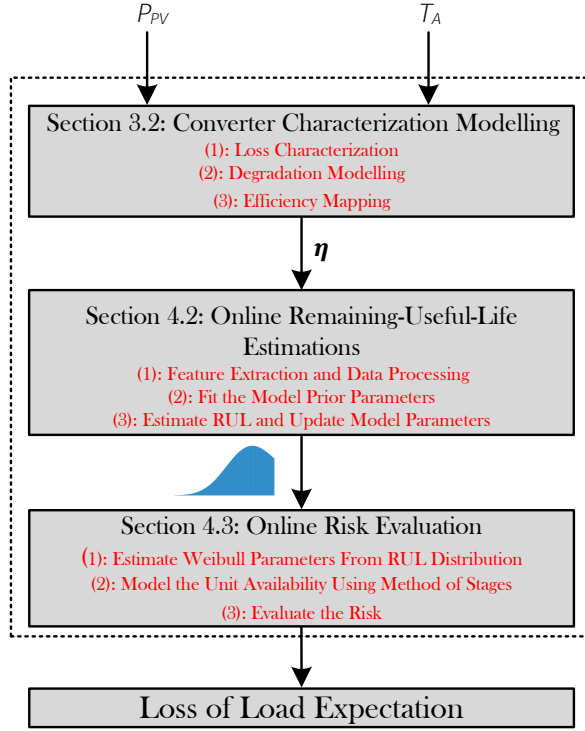 P_PV T_A
Section 3.2: Converter Characterization Modelling
(1): Loss Characterization
(2): Degradation Modelling
(3): Efficiency Mapping
η
Section 4.2: Online Remaining-Useful-Life
Estimations
(1): Feature Extraction and Data Processing
(2): Fit the Model Prior Parameters
(3): Estimate RUL and Update Model Parameters
Section 4.3: Online Risk Evaluation
(1): Estimate Weibull Parameters From RUL Distribution
(2): Model the Unit Availability Using Method of Stages
(3): Evaluate the Risk
Loss of Load Expectation